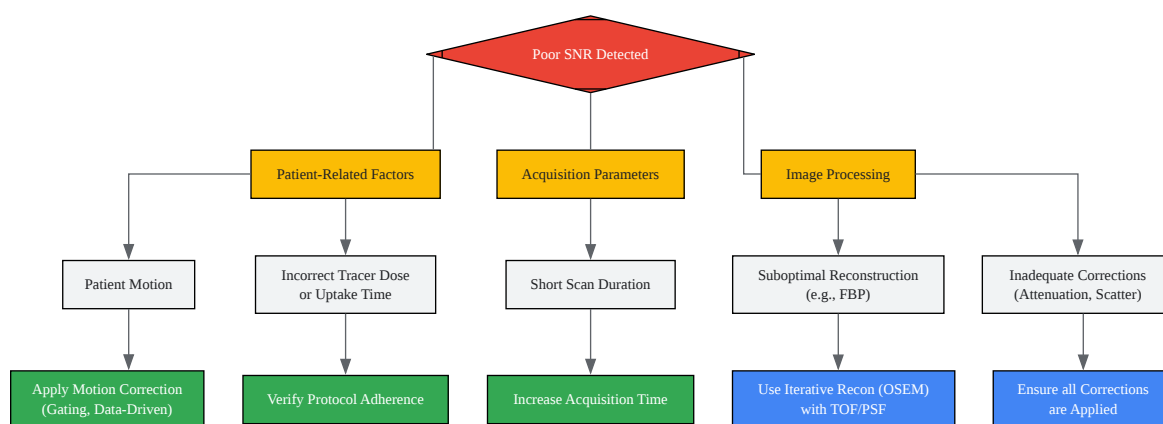 Poor SNR Detected
Patient-Related Factors
Acquisition Parameters
Image Processing
Patient Motion
Incorrect Tracer Dose
or Uptake Time
Short Scan Duration
Suboptimal Reconstruction
(e.g., FBP)
Inadequate Corrections
(Attenuation, Scatter)
Apply Motion Correction
(Gating, Data-Driven)
Verify Protocol Adherence
Increase Acquisition Time
Use Iterative Recon (OSEM)
with TOF/PSF
Ensure all Corrections
are Applied